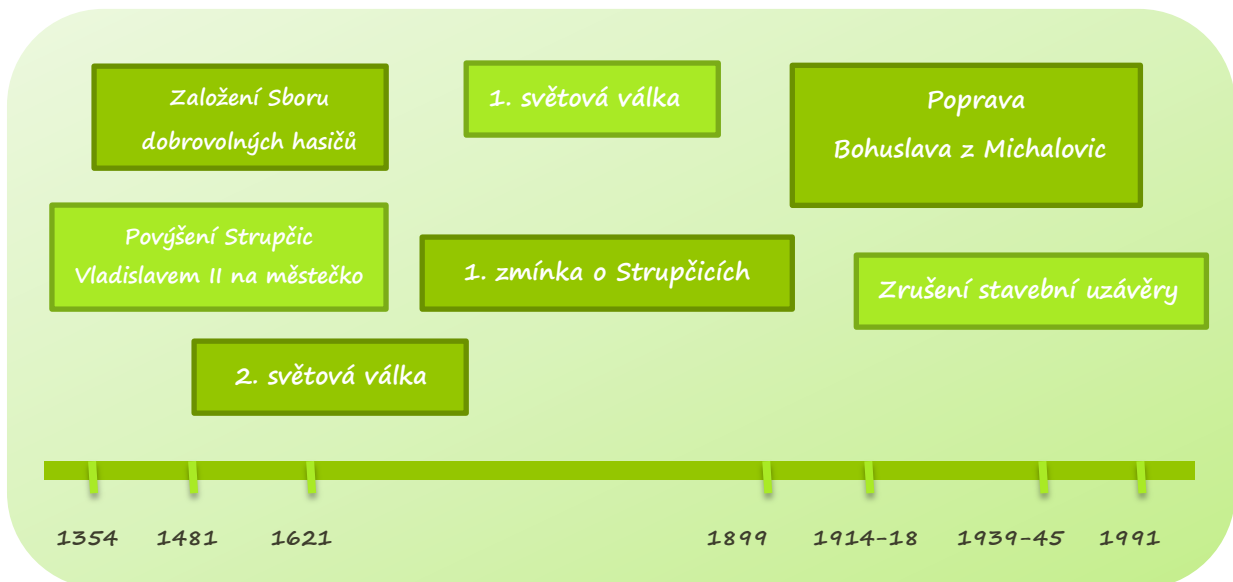 Založení Sboru
dobrovolných hasičů
1. světová válka
Poprava
Bohuslava z Michalovic
Povýšení Strupčic
Vladislavem II na městečko
1. zmínka o Strupčicích
Zrušení stavební uzávěry
2. světová válka
1354
1481
1621
1899
1914-18
1939-45
1991